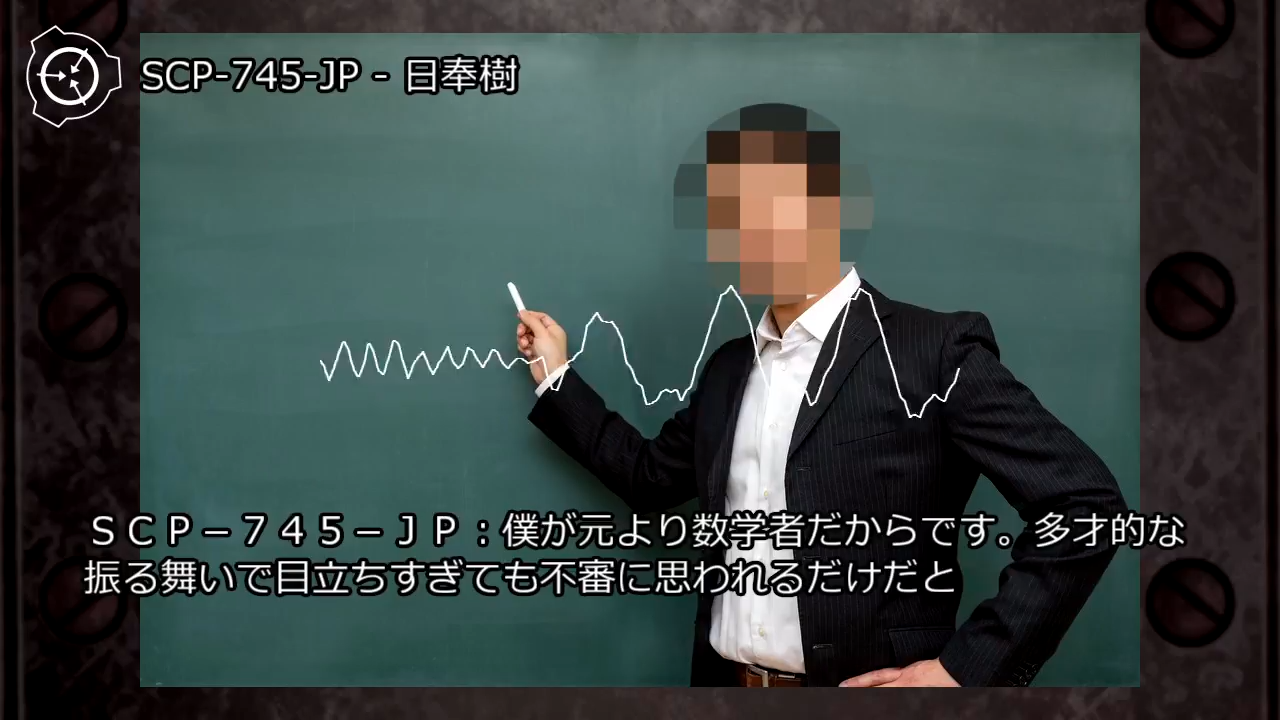 SCP-745-JP - 日奉樹
ＳＣＰ－７４５－ＪＰ：僕が元より数学者だからです。多才的な
振る舞いで目立ちすぎても不審に思われるだけだと